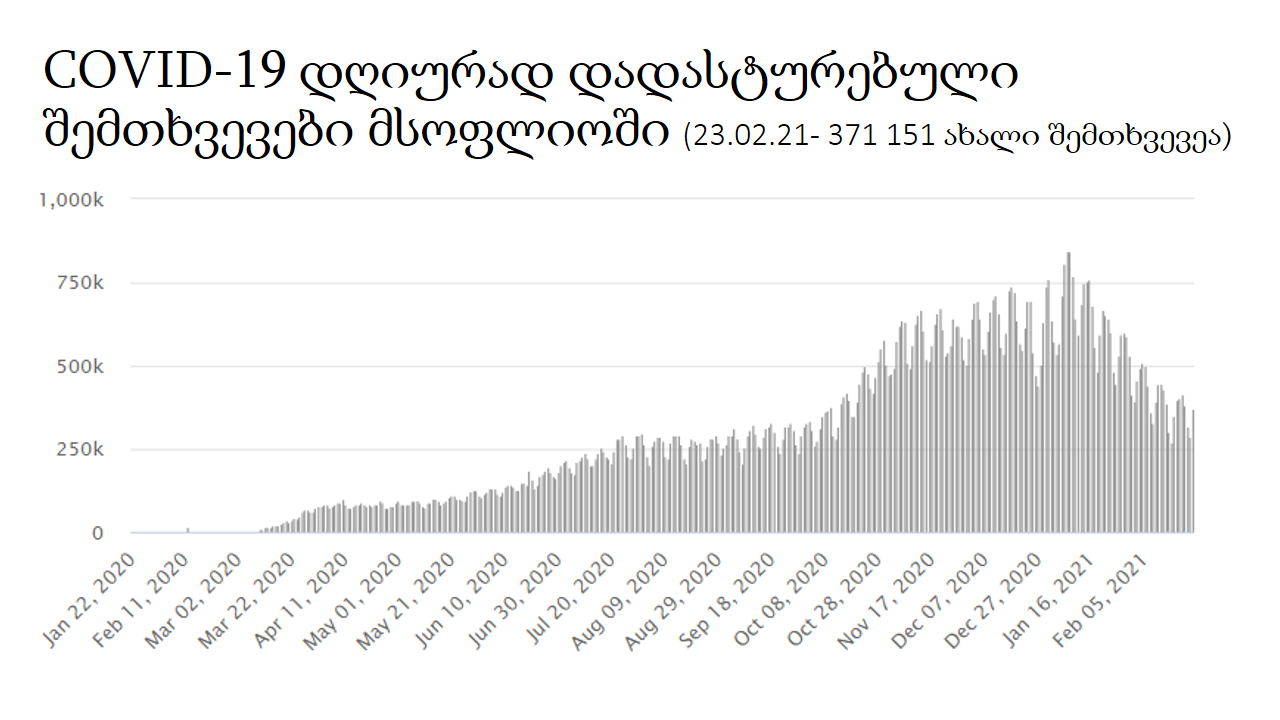 COVID-19 დღიურად დადასტურებული
შემთხვევები მსოფლიოში (23.02.21- 371 151 ახალი შემთხვევეა)
1,000k
750k
500k
250k
0
Jan 22, 2020
Feb 11, 2020
Mar 02, 2020
Mar 22, 2020
Apr 11, 2020
May 01, 2020
May 21, 2020
Jun 10, 2020
Jun 30, 2020
Jul 20, 2020
Aug 09, 2020
Aug 29, 2020
Sep 18, 2020
Oct 08, 2020
Oct 28, 2020
Nov 17, 2020
Dec 07, 2020
Dec 27, 2020
Jan 16, 2021
Feb 05, 2021